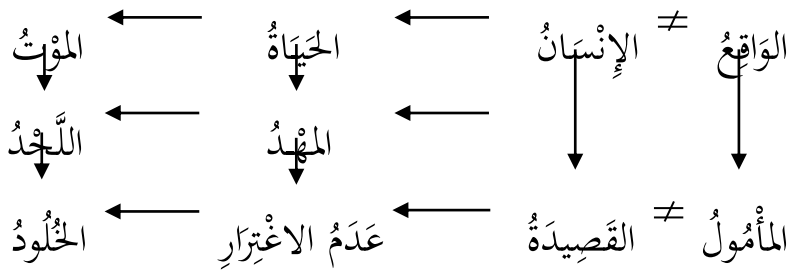 الوَاقِعُ ≠ الإِنْسَانُ ← الحَيَاةُ ← الموْتُ
← المهْدُ ← اللَّحْدُ
المأْمُولُ ≠ القَصِيدَةُ ← عَدَمُ الاغْتِرَارِ ← الخُلُودُ